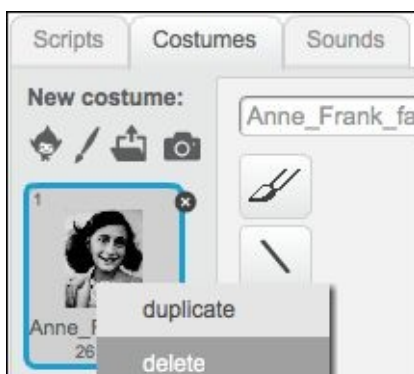 Scripts Costumes Sounds
New costume:
Anne_Frank_fa
1
duplicate
Anne_F
26
delete